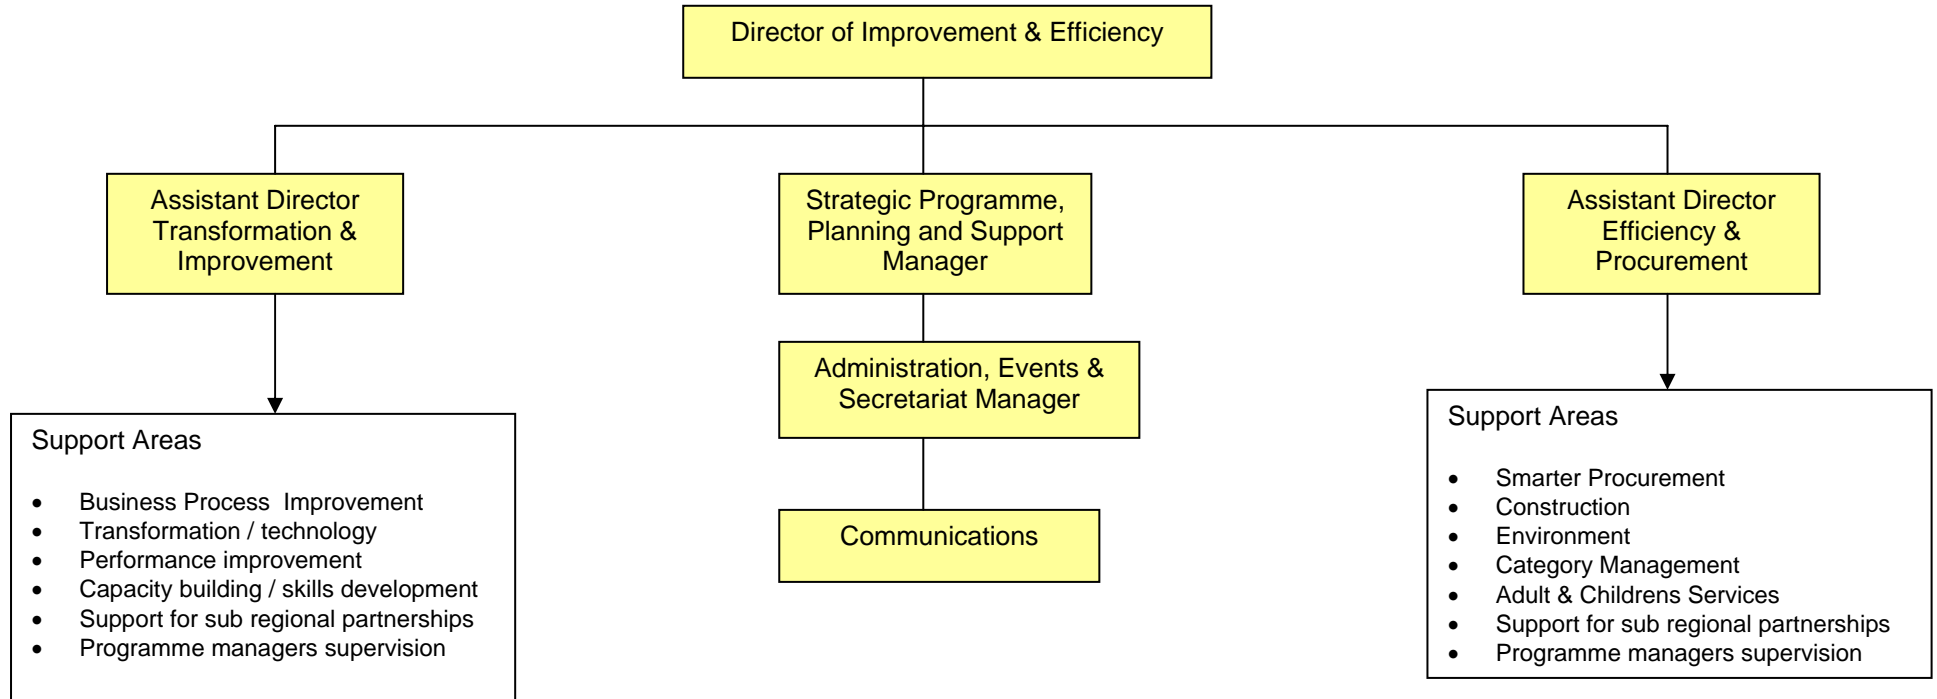 Director of Improvement & Efficiency
Assistant Director
Transformation &
Improvement
Strategic Programme,
Planning and Support
Manager
Assistant Director
Efficiency &
Procurement
Administration, Events &
Secretariat Manager
Communications
Support Areas
• Business Process  Improvement
• Transformation / technology
• Performance improvement
• Capacity building / skills development
• Support for sub regional partnerships
• Programme managers supervision
Support Areas
• Smarter Procurement
• Construction
• Environment
• Category Management
• Adult & Childrens Services
• Support for sub regional partnerships
• Programme managers supervision